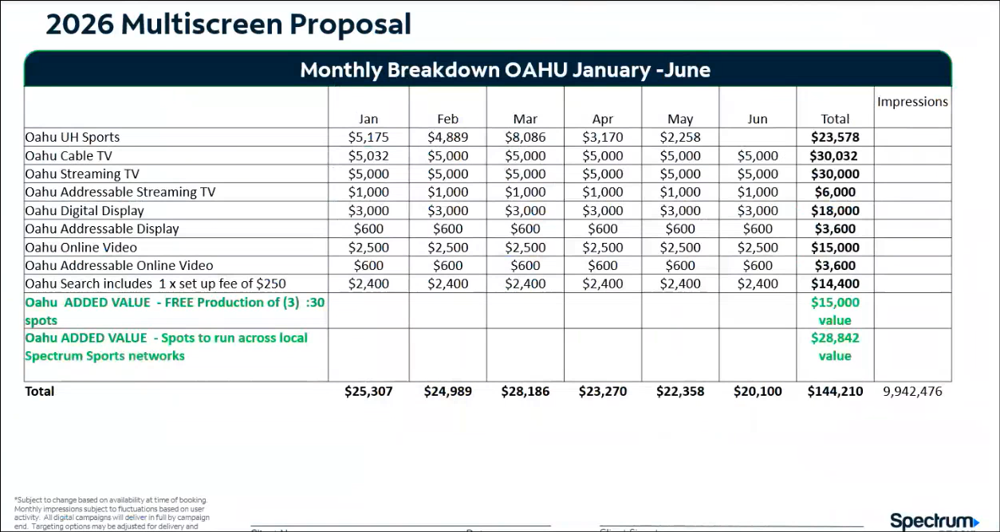 2026 Multiscreen Proposal
Monthly Breakdown OAHU January -June
Jan Feb Mar Apr May Jun Total Impressions
Oahu UH Sports $5,175 $4,889 $8,086 $3,170 $2,258 $23,578
Oahu Cable TV $5,032 $5,000 $5,000 $5,000 $5,000 $5,000 $30,032
Oahu Streaming TV $5,000 $5,000 $5,000 $5,000 $5,000 $5,000 $30,000
Oahu Addressable Streaming TV $1,000 $1,000 $1,000 $1,000 $1,000 $1,000 $6,000
Oahu Digital Display $3,000 $3,000 $3,000 $3,000 $3,000 $3,000 $18,000
Oahu Addressable Display $600 $600 $600 $600 $600 $600 $3,600
Oahu Online Video $2,500 $2,500 $2,500 $2,500 $2,500 $2,500 $15,000
Oahu Addressable Online Video $600 $600 $600 $600 $600 $600 $3,600
Oahu Search includes 1 x set up fee of $250 $2,400 $2,400 $2,400 $2,400 $2,400 $2,400 $14,400
Oahu ADDED VALUE - FREE Production of (3) :30 $15,000
spots value
Oahu ADDED VALUE - Spots to run across local $28,842
Spectrum Sports networks value
Total $25,307 $24,989 $28,186 $23,270 $22,358 $20,100 $144,210 9,942,476
*Subject to change based on availability at time of booking.
Monthly impressions subject to fluctuations based on user
activity. All digital campaigns will deliver in full by campaign
end. Targeting options may be adjusted for delivery and
Spectrum